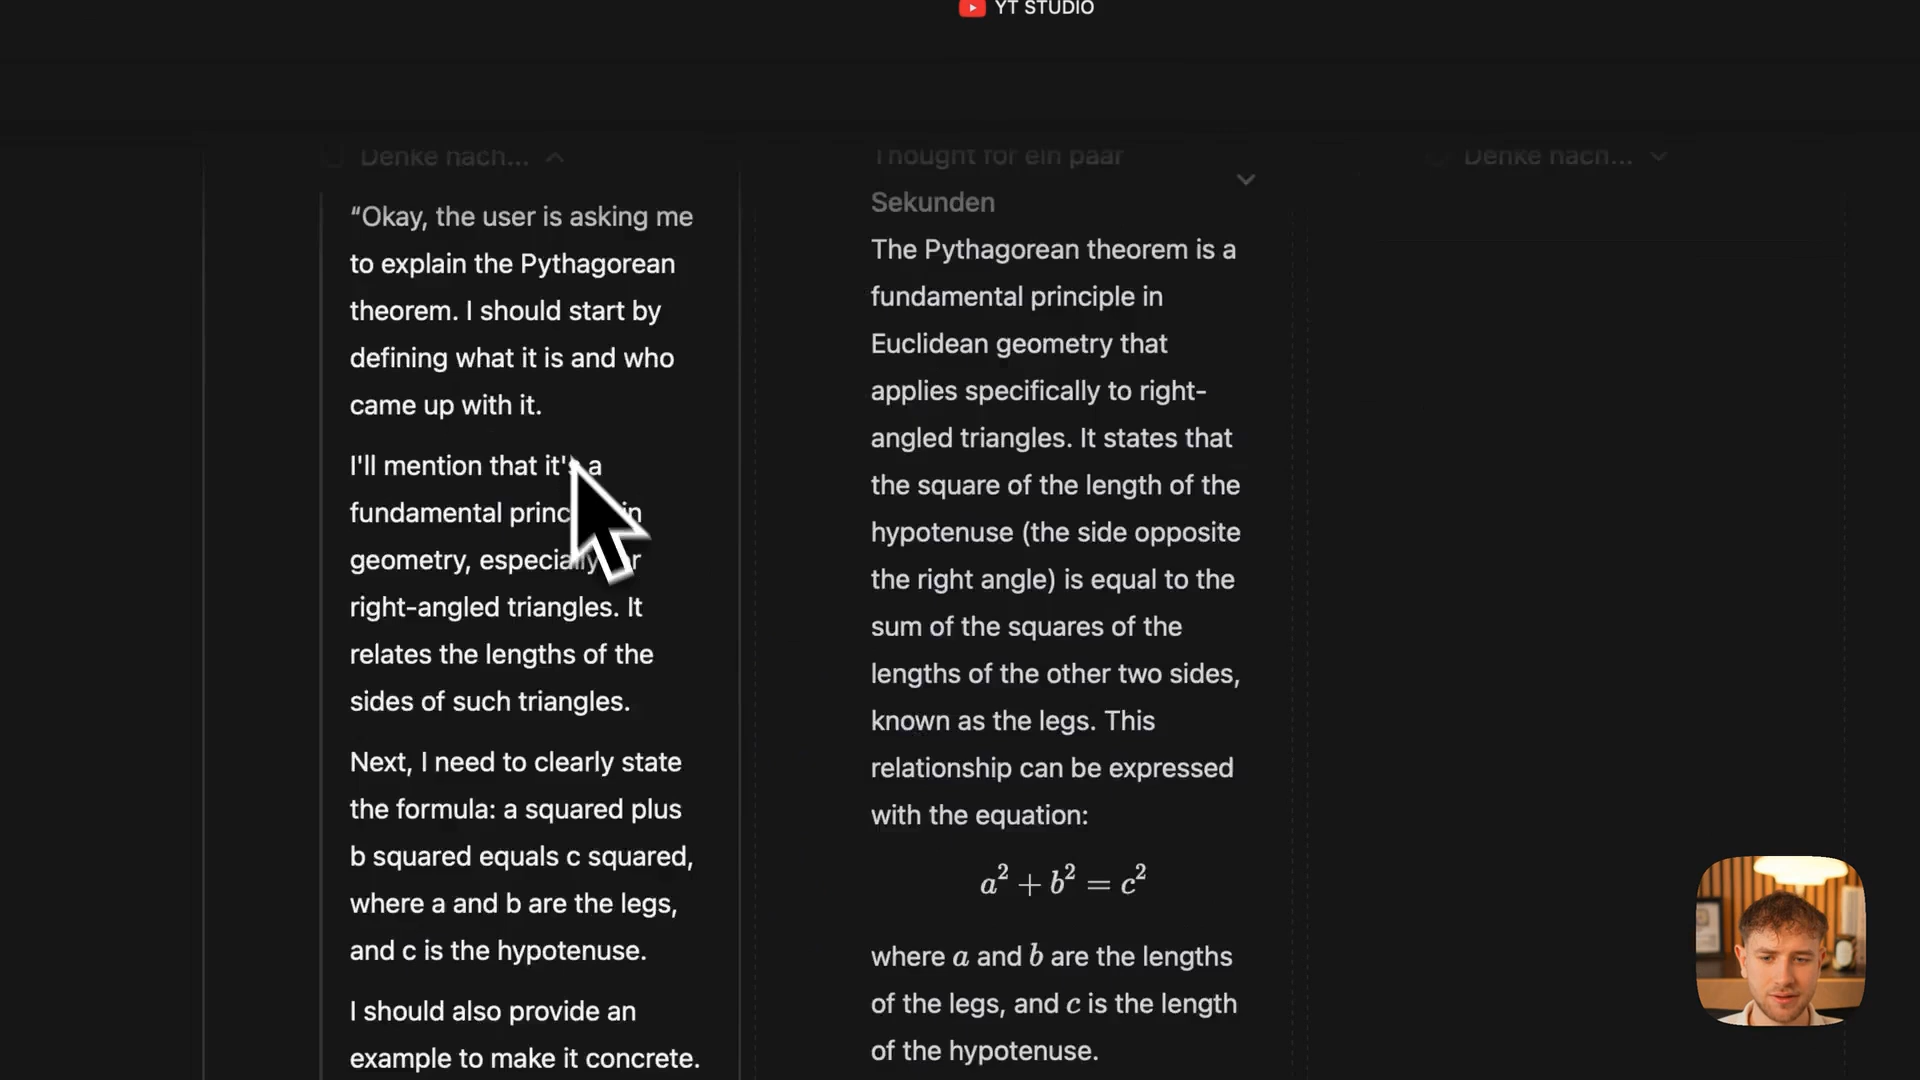 YT STUDIO
Denke nach...
“Okay, the user is asking me
to explain the Pythagorean
theorem. I should start by
defining what it is and who
came up with it.
I'll mention that it's a
fundamental in
geometry,
right-angled triangles. It
relates the lengths of the
sides of such triangles.
Next, I need to clearly state
the formula: a squared plus
b squared equals c squared,
where a and b are the legs,
and c is the hypotenuse.
I should also provide an
example to make it concrete.
Thought for ein paar
Sekunden
The Pythagorean theorem is a
fundamental principle in
Euclidean geometry that
applies specifically to right-
angled triangles. It states that
the square of the length of the
hypotenuse (the side opposite
the right angle) is equal to the
sum of the squares of the
lengths of the other two sides,
known as the legs. This
relationship can be expressed
with the equation:
a² + b² = c²
where a and b are the lengths
of the legs, and c is the length
of the hypotenuse.
Denke nach...